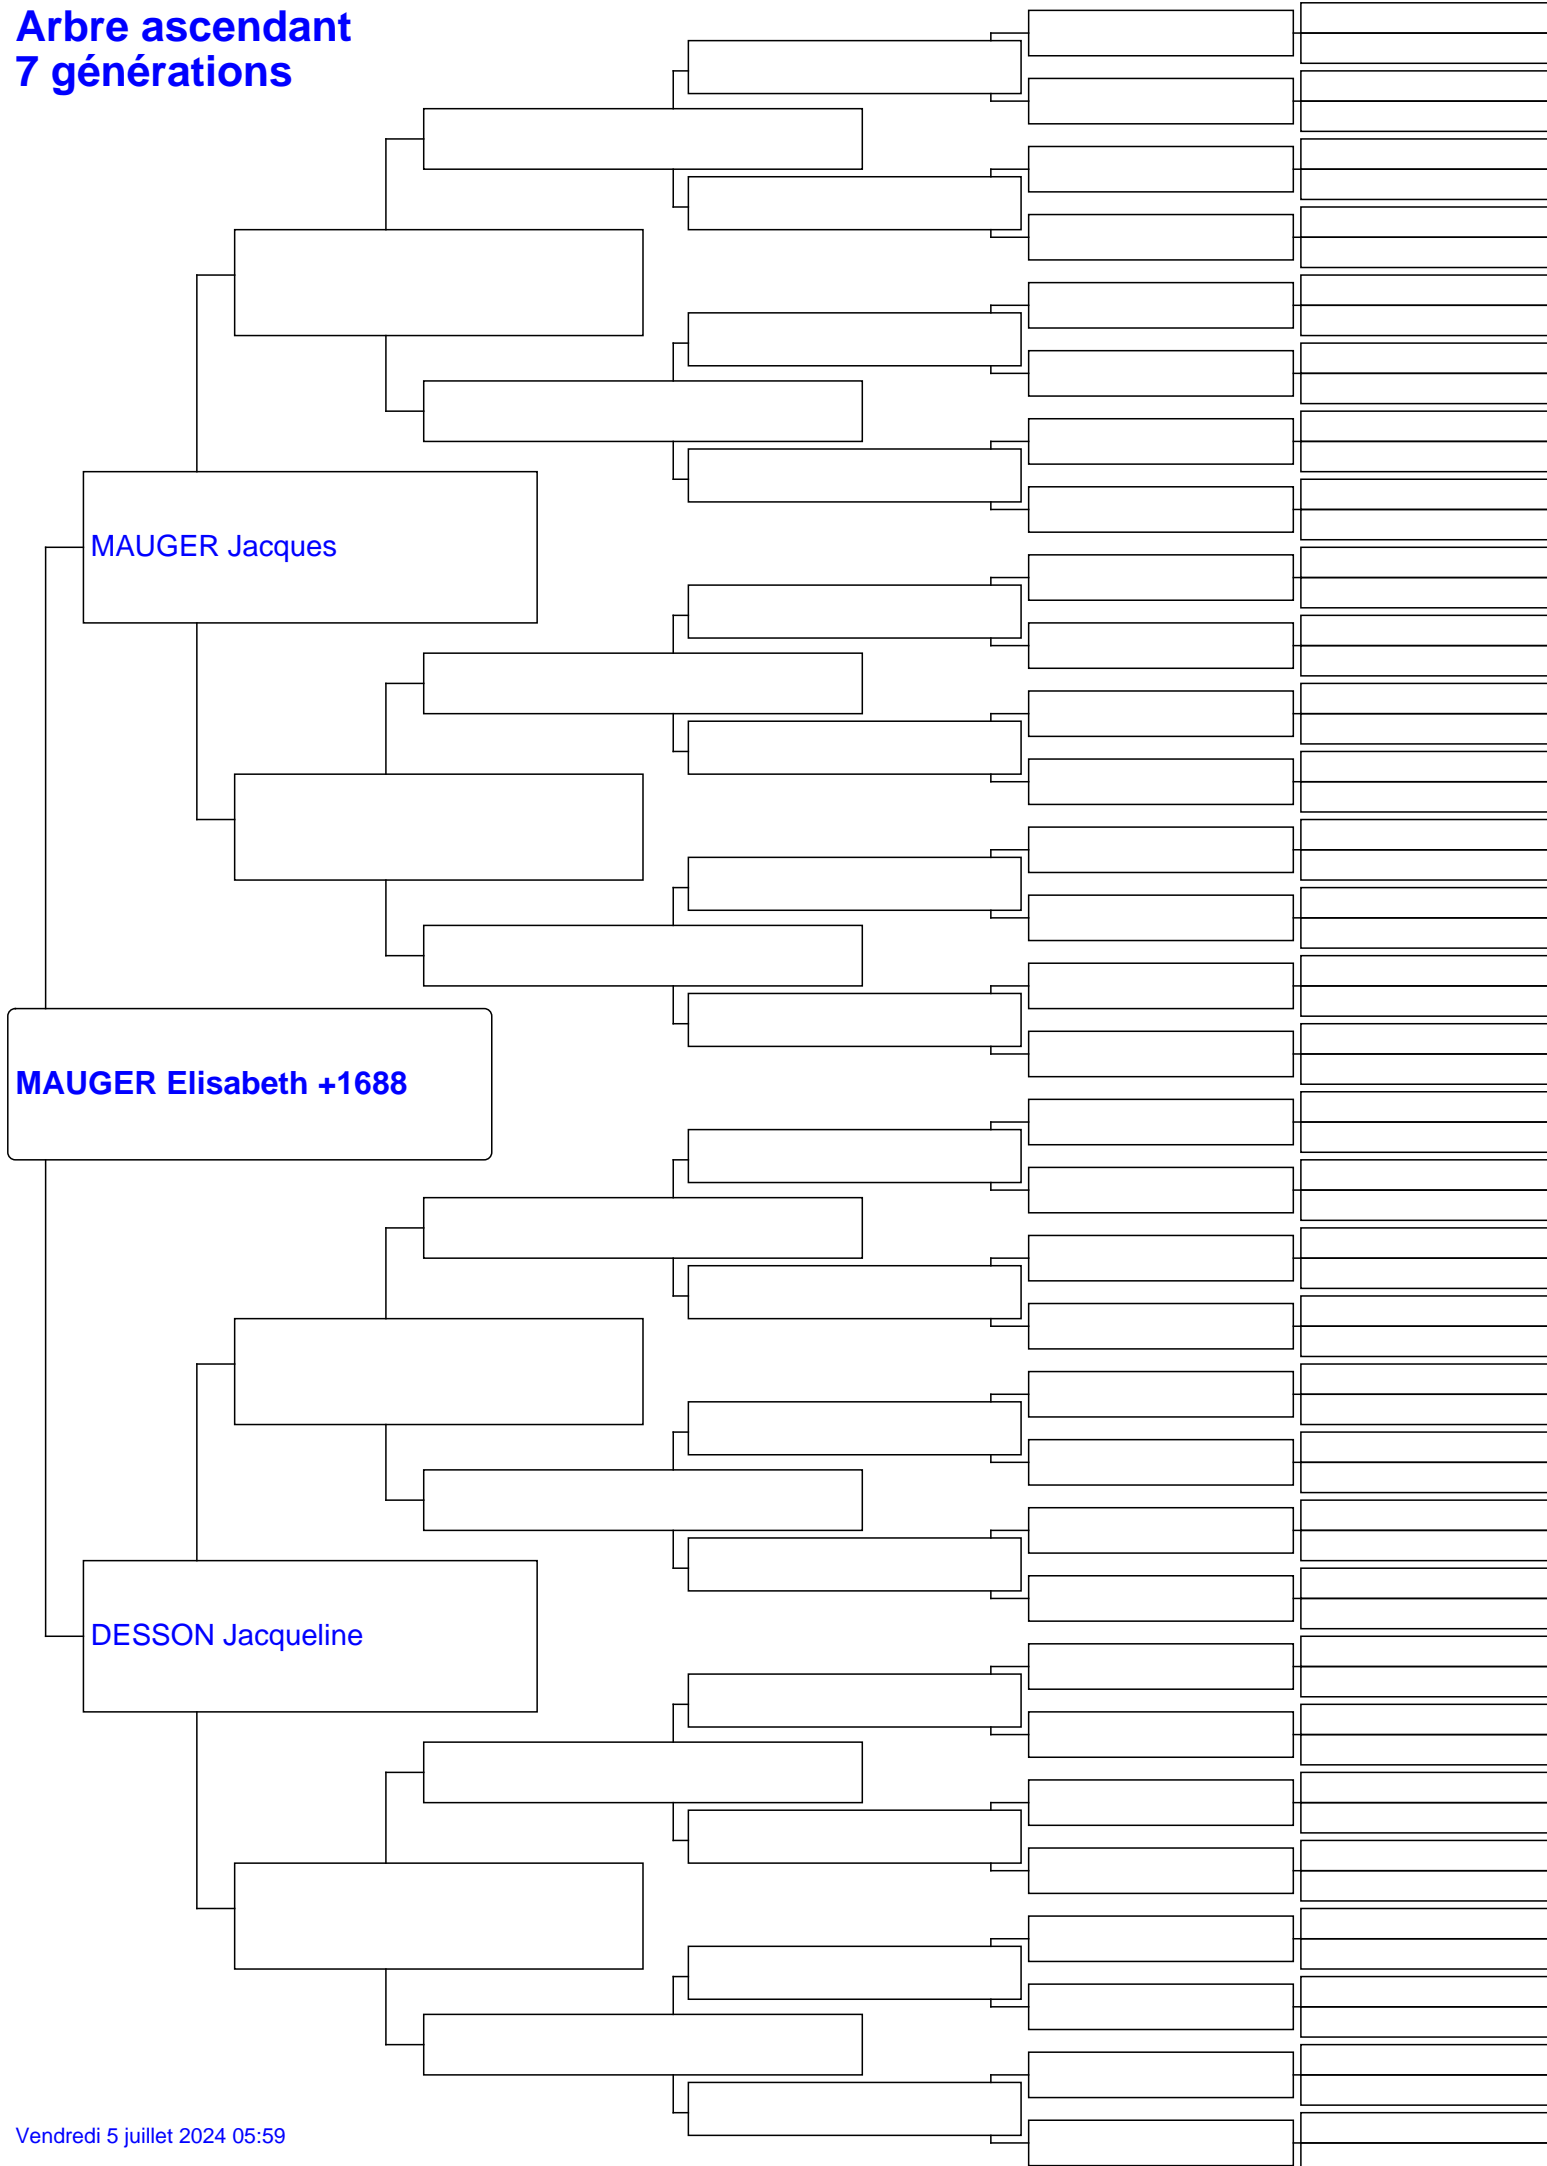 Arbre ascendant
7 générations
MAUGER Jacques
MAUGER Elisabeth +1688
DESSON Jacqueline
Vendredi 5 juillet 2024 05:59